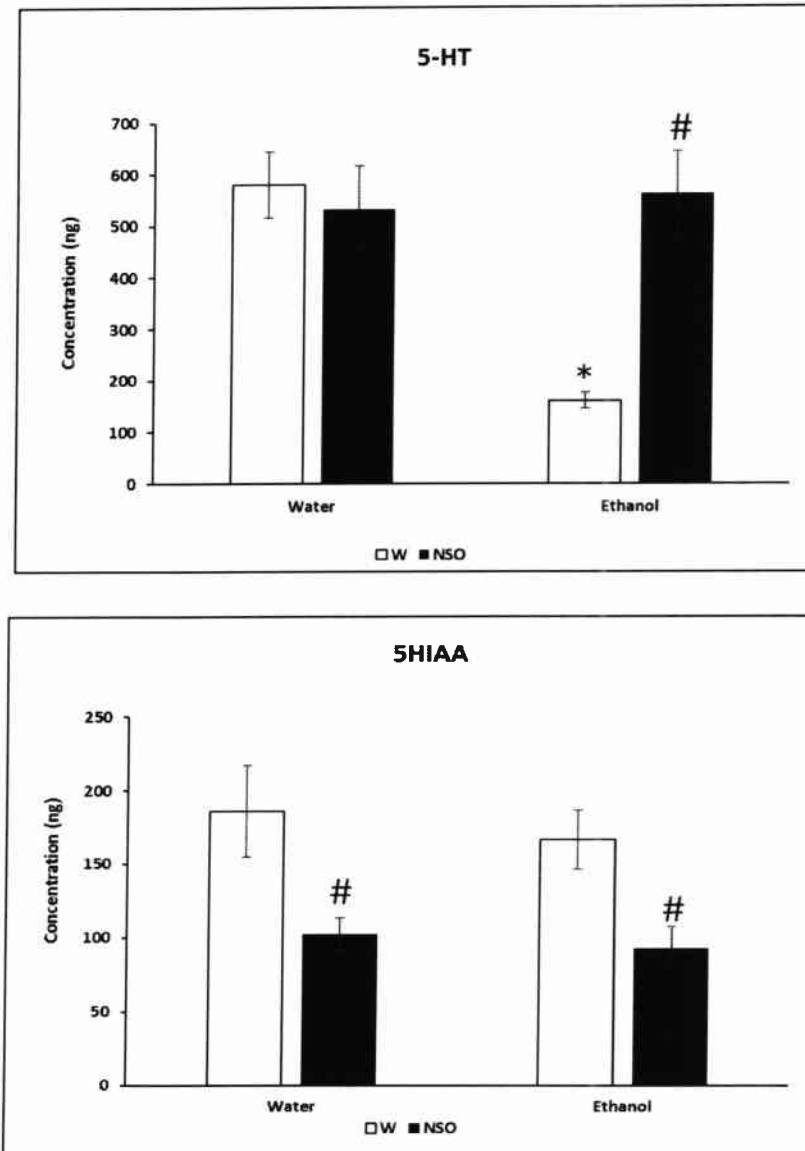 5-HT
#
700
600
500
400
300
200
100
0
Concentration (ng)
*
Water Ethanol
W NSO
5HIAA
250
200
150
100
50
0
Concentration (ng)
# #
Water Ethanol
W NSO